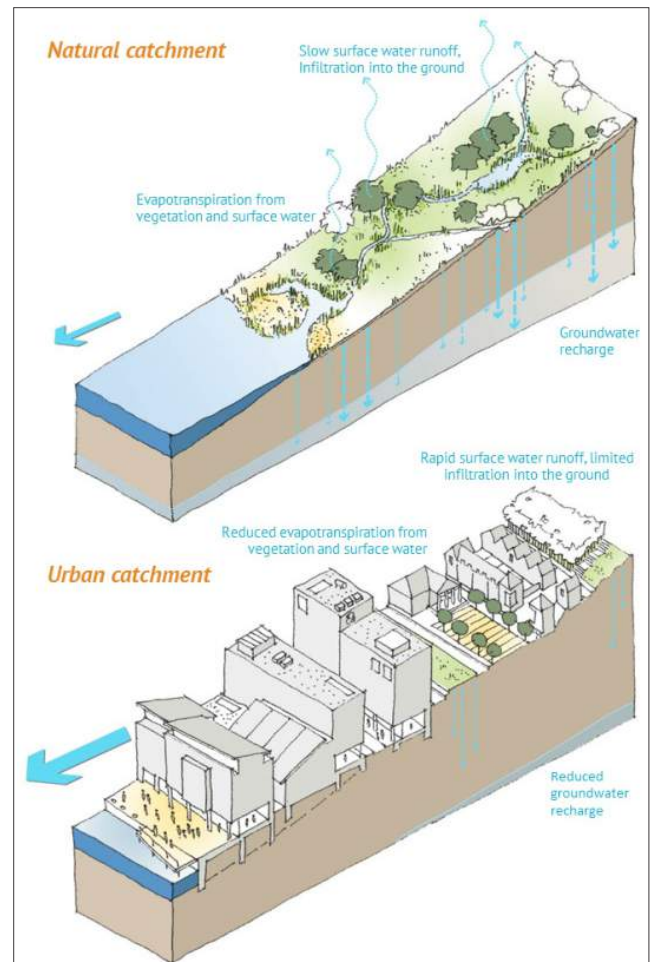 Natural catchment
Slow surface water runoff,
Infiltration into the ground
Evapotranspiration from
vegetation and surface water
Groundwater
recharge
Rapid surface water runoff, limited
infiltration into the ground
Reduced evapotranspiration from
vegetation and surface water
Urban catchment
Reduced
groundwater
recharge